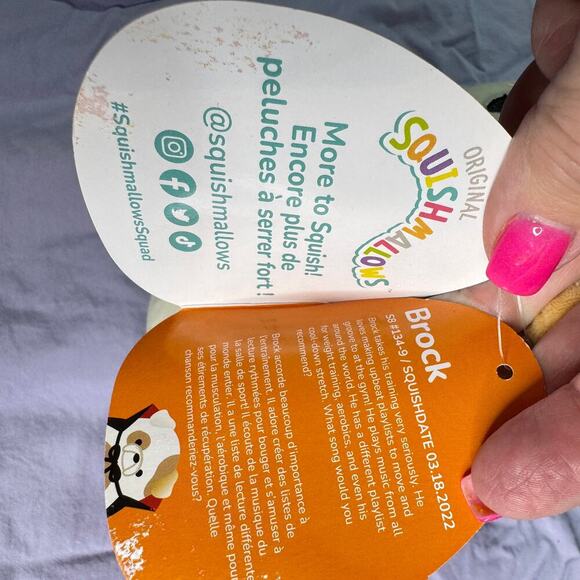 ORIGINAL
SQUISHMALLOWS
More to Squish!
Encore plus de
peluches à serrer fort!
@squishmallows
#SquishmallowsSquad
Brock
S8 #134-9 / SQUISHDATE 03.18.2022
Brock takes his training very seriously. He
loves making upbeat playlists to move and
groove to at the gym! He plays music from all
around the world. He has a different playlist
for weight training, aerobics, and even his
cool-down stretch. What song would you
recommend?
Brock accorde beaucoup d'importance à
l'entraînement. Il adore créer des listes de
lecture rythmées pour bouger et s'amuser à
la salle de sport! Il écoute de la musique du
monde entier. Il a une liste de lecture différente
pour la musculation, l'aérobique et même pour
ses étirements de récupération. Quelle
chanson recommanderiez-vous?